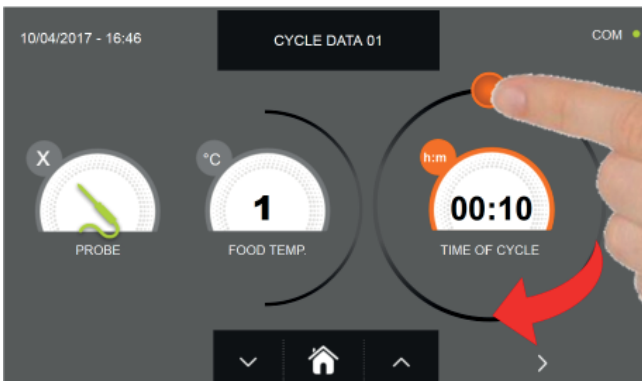 10/04/2017 - 16:46
CYCLE DATA 01
COM
X
°C
h:m
1
00:10
PROBE
FOOD TEMP.
TIME OF CYCLE